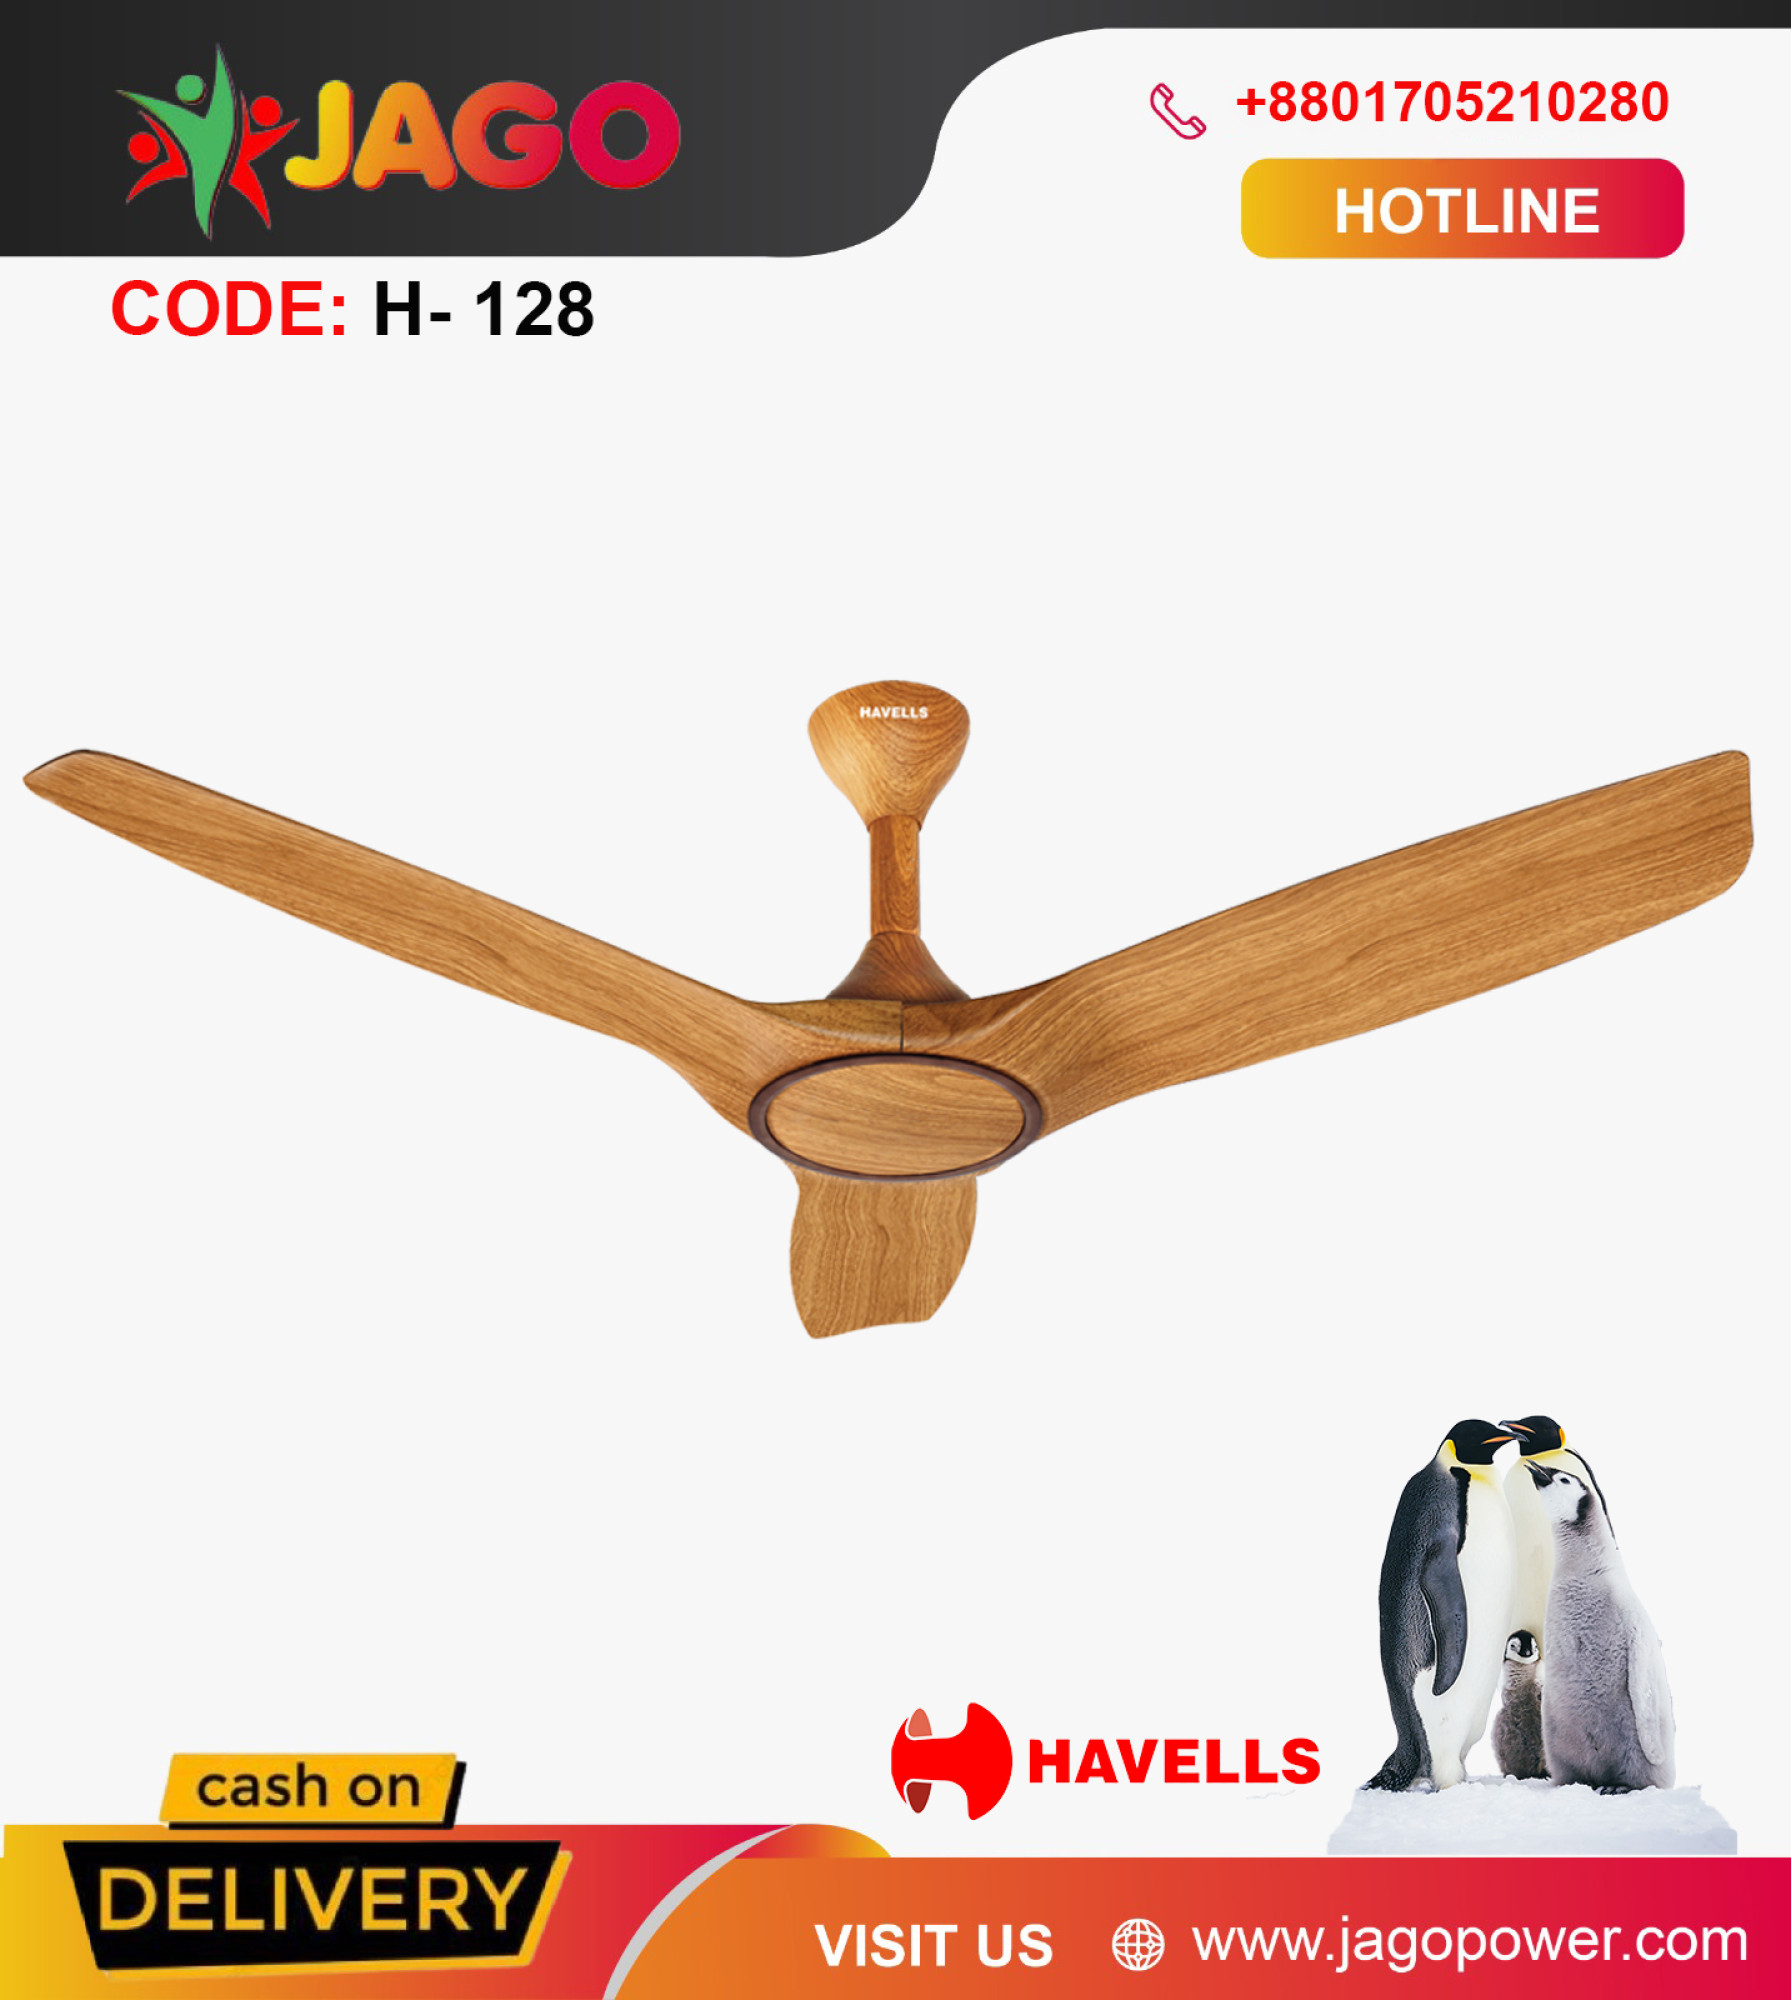 JAGO
+8801705210280
HOTLINE
CODE: H- 128
HAVELLS
HAVELLS
cash on
DELIVERY
VISIT US www.jagopower.com